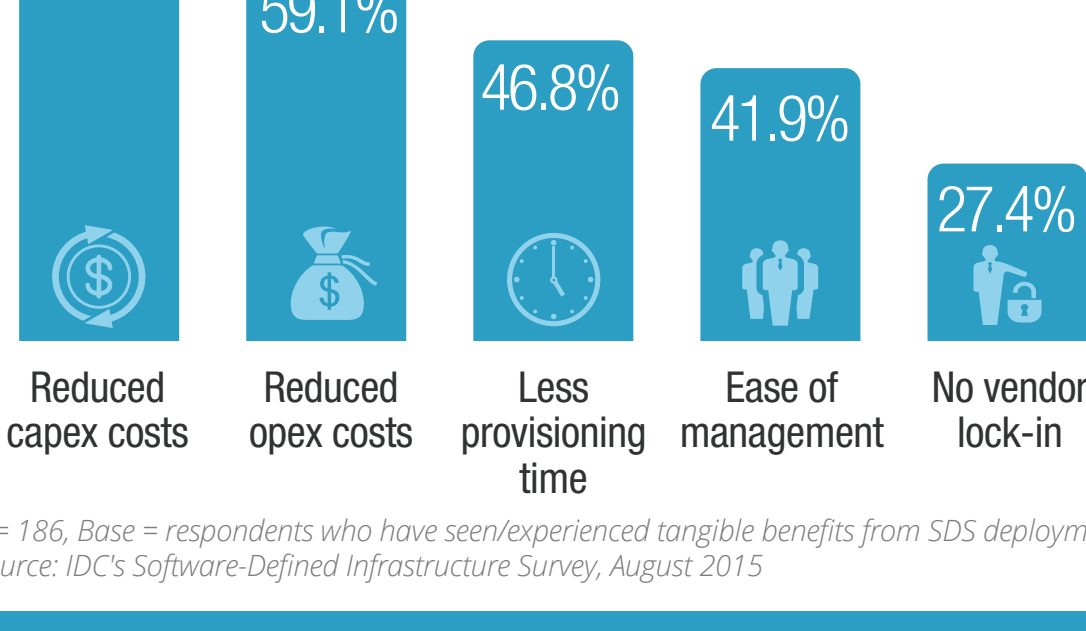 59.1%
46.8%
41.9%
27.4%
Reduced
capex costs
Reduced
opex costs
Less
provisioning
time
Ease of
management
No vendor
lock-in
= 186, Base = respondents who have seen/experienced tangible benefits from SDS deploym
urce: IDC's Software-Defined Infrastructure Survey, August 2015